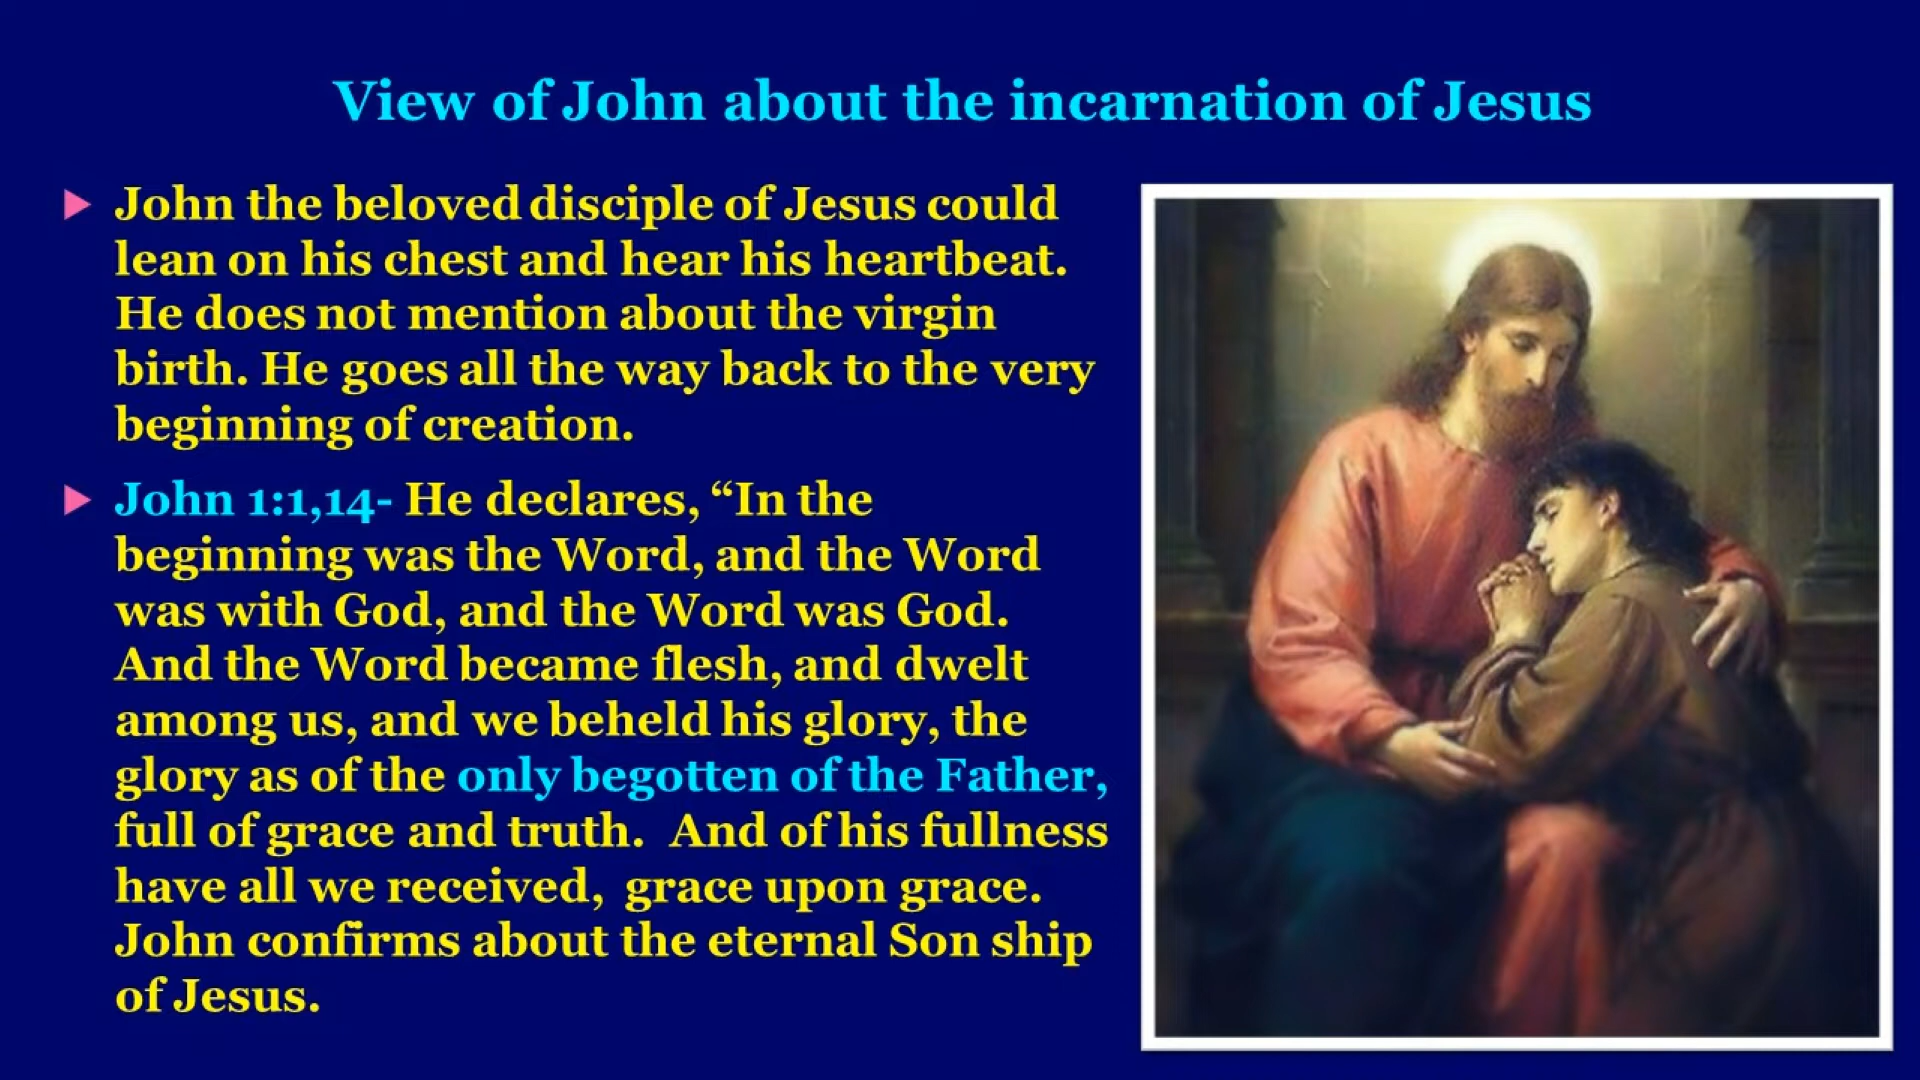 View of John about the incarnation of Jesus
John the beloved disciple of Jesus could
lean on his chest and hear his heartbeat.
He does not mention about the virgin
birth. He goes all the way back to the very
beginning of creation.
John 1:1,14- He declares, “In the
beginning was the Word, and the Word
was with God, and the Word was God.
And the Word became flesh, and dwelt
among us, and we beheld his glory, the
glory as of the only begotten of the Father,
full of grace and truth.  And of his fullness
have all we received,  grace upon grace.
John confirms about the eternal Son ship
of Jesus.